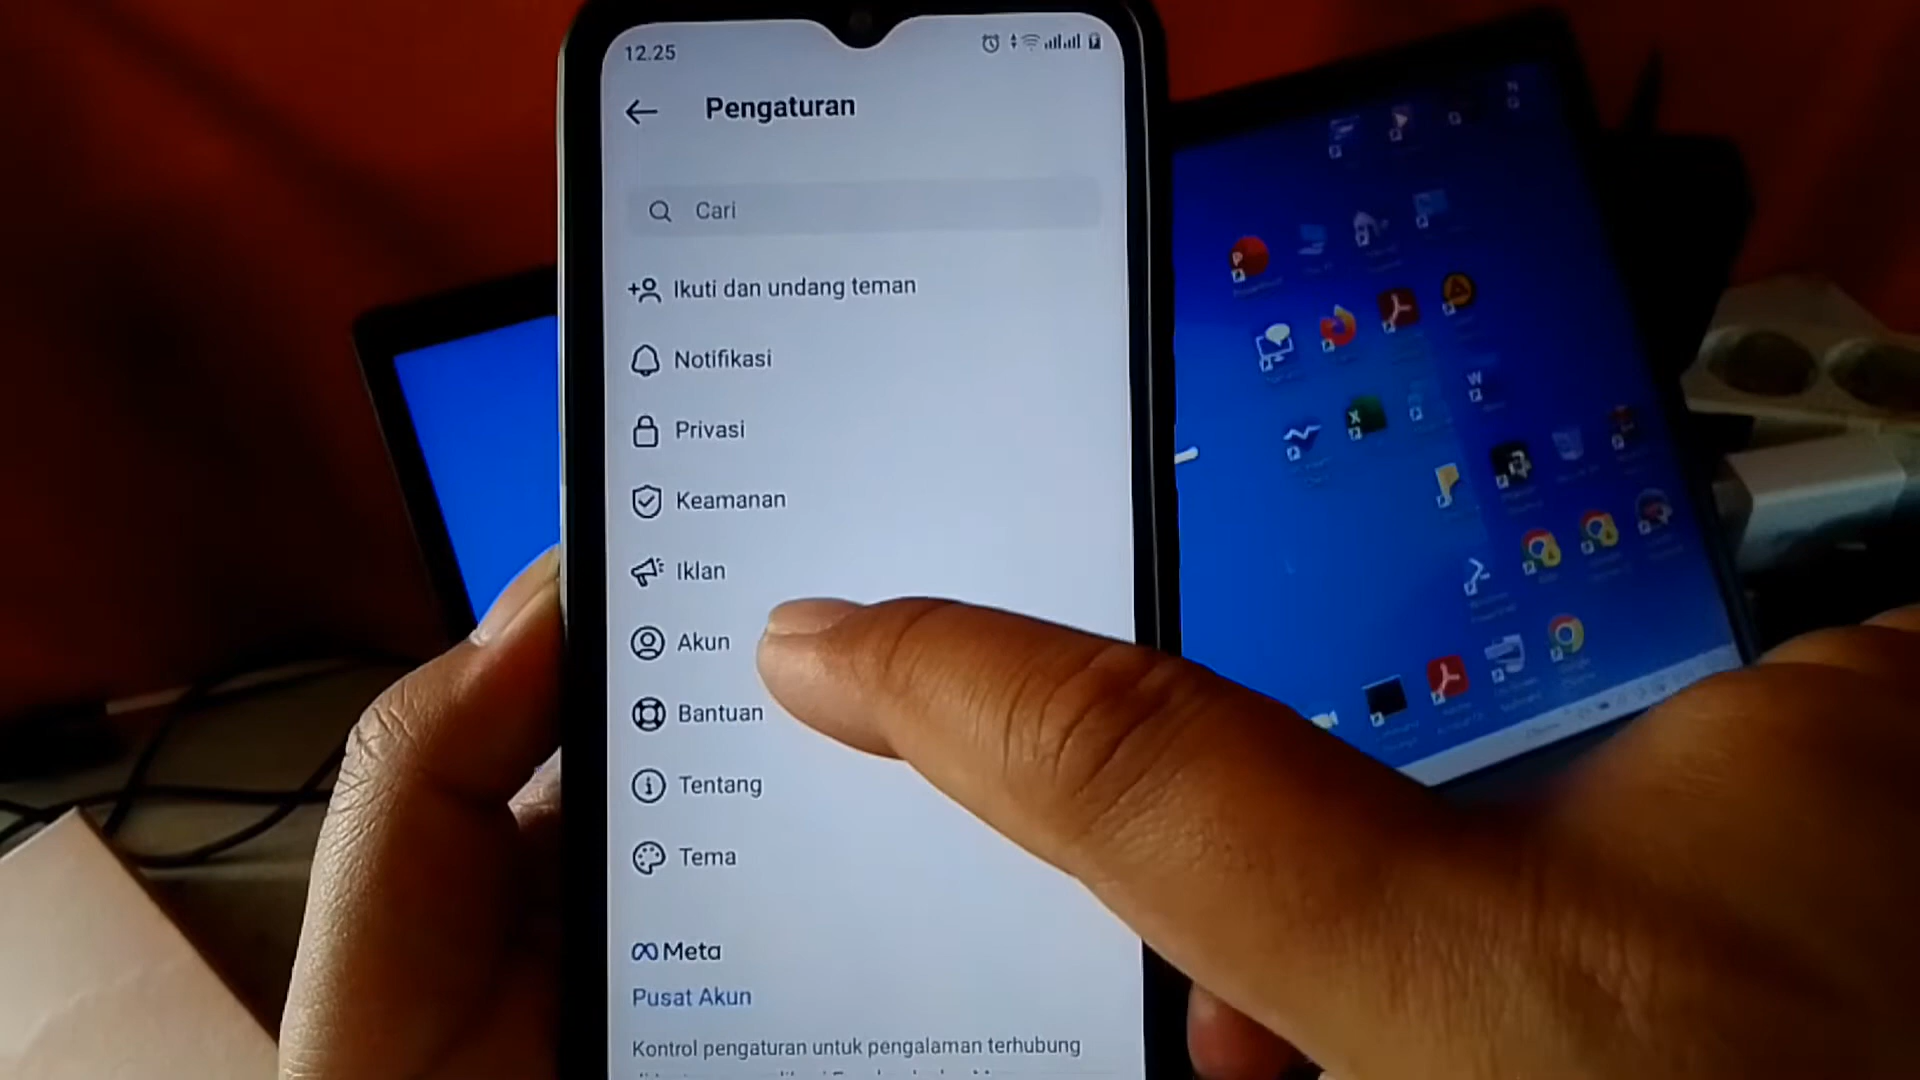 12.25
Pengaturan
Cari
Ikuti dan undang teman
Notifikasi
Privasi
Keamanan
Iklan
Akun
Bantuan
Tentang
Tema
Meta
Pusat Akun
Kontrol pengaturan untuk pengalaman terhubung